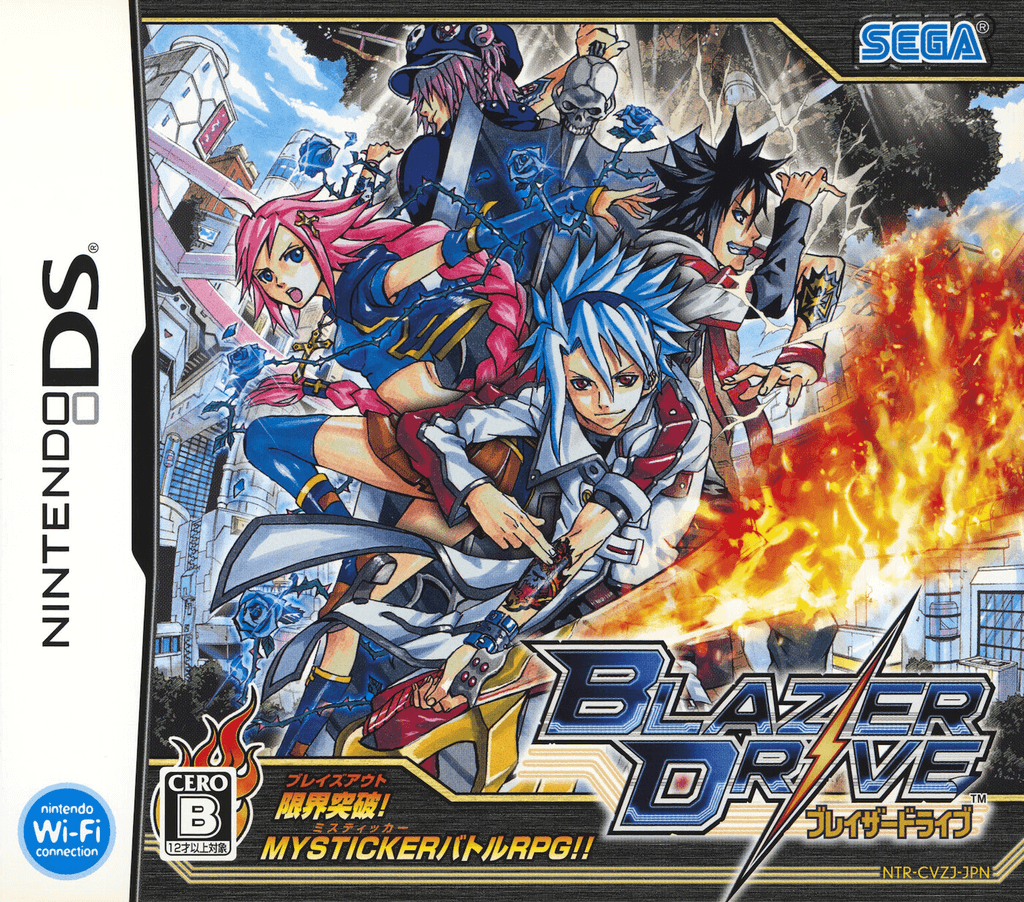 SEGA®
NINTENDO DS®
BLAZER
DRIVE™
ブレイザードライブ
CERO
B
12才以上対象
ブレイズアウト
限界突破!
ミスティッカー
MYSTICKERバトルRPG!!
nintendo
Wi-Fi
connection
NTR-CVZJ-JPN